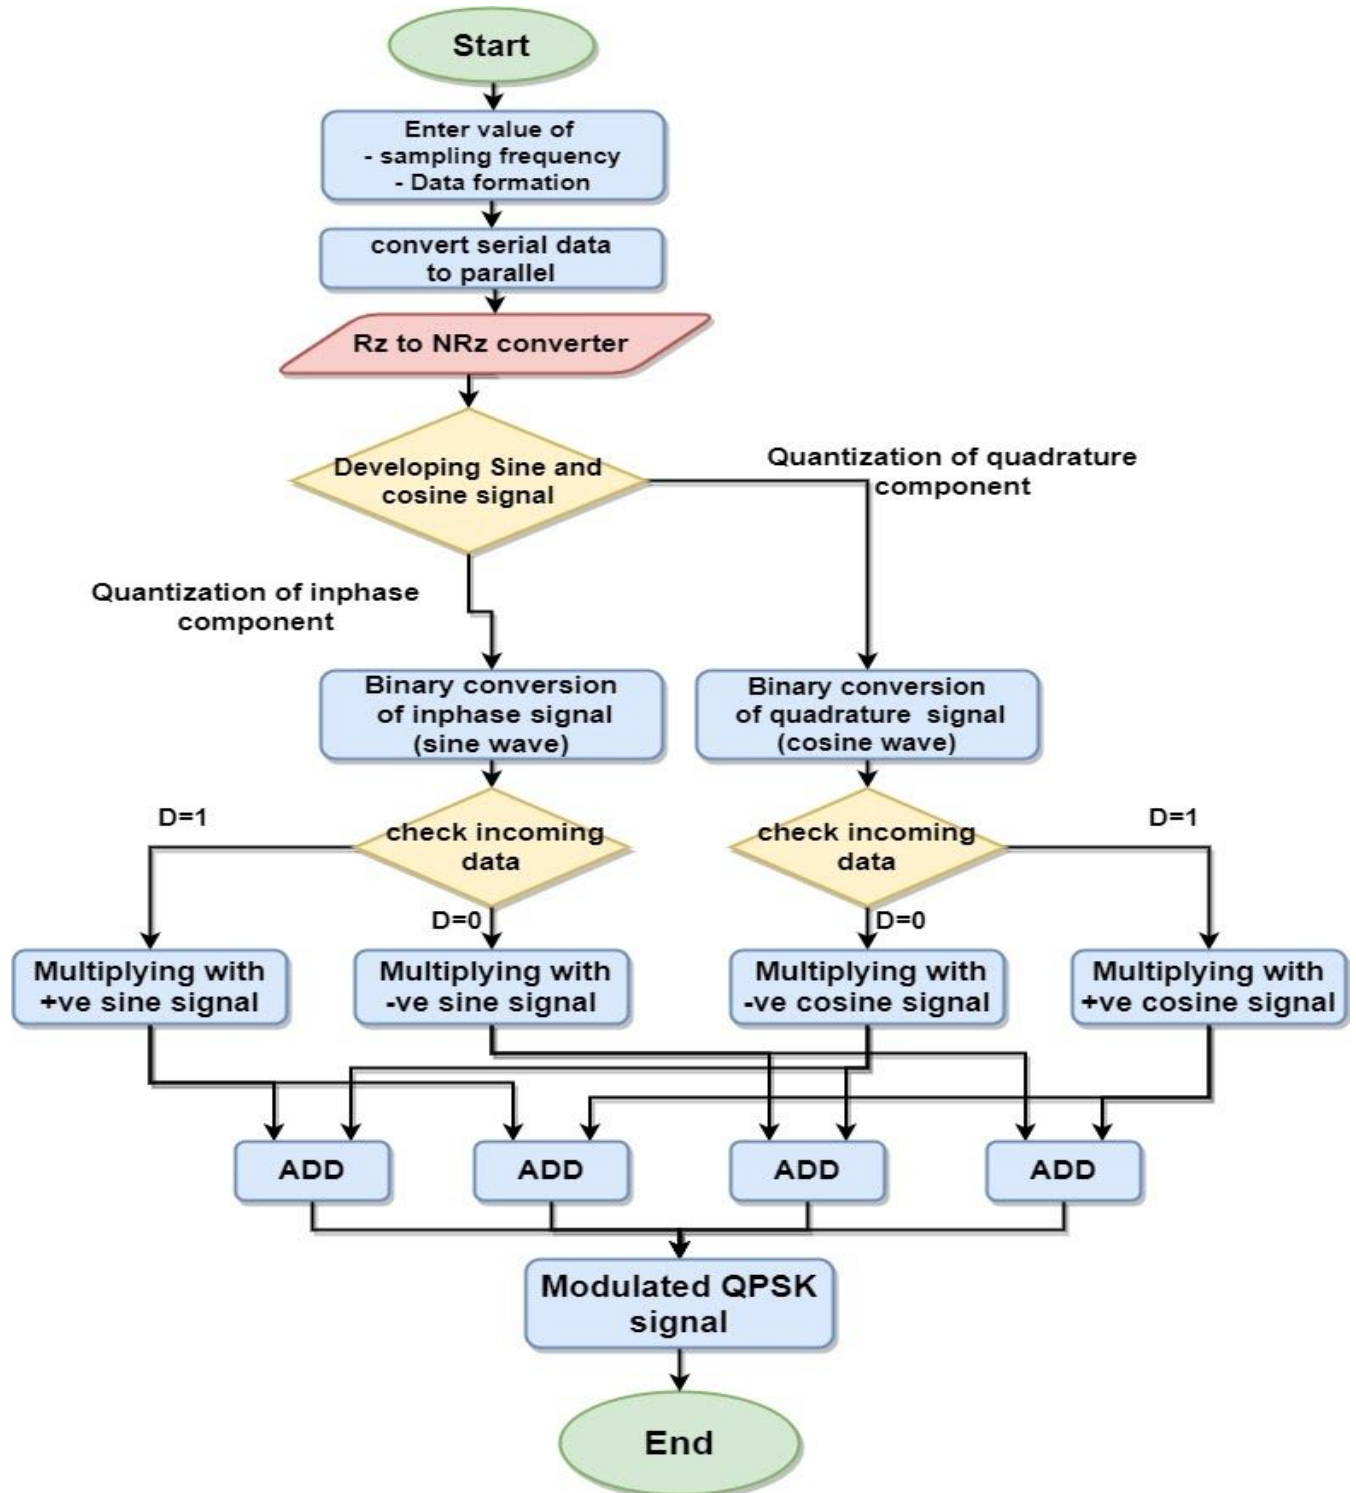 Start
Enter value of
- sampling frequency
- Data formation
convert serial data
to parallel
Rz to NRz converter
Developing Sine and
cosine signal
Quantization of quadrature
component
Quantization of inphase
component
Binary conversion
of inphase signal
(sine wave)
Binary conversion
of quadrature signal
(cosine wave)
D=1
check incoming
data
check incoming
data
D=1
D=0
D=0
Multiplying with
+ve sine signal
Multiplying with
-ve sine signal
Multiplying with
-ve cosine signal
Multiplying with
+ve cosine signal
ADD
ADD
ADD
ADD
Modulated QPSK
signal
End